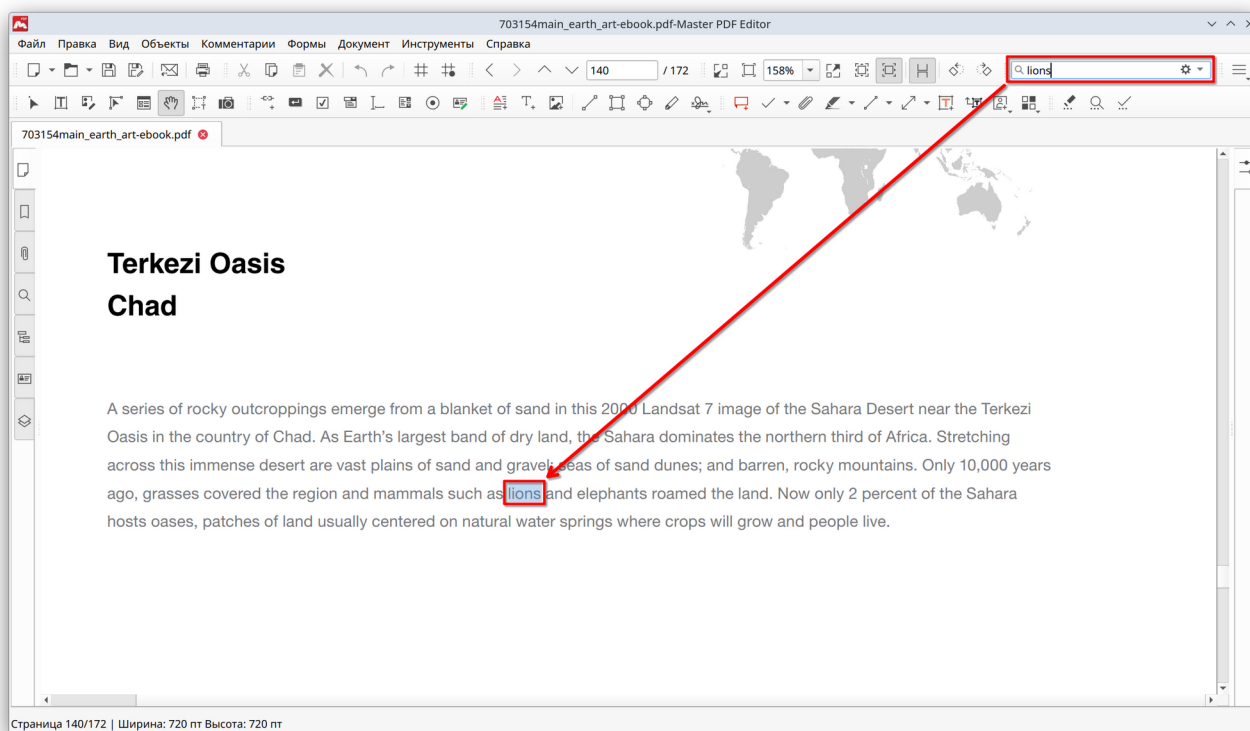 703154main_earth_art-ebook.pdf-Master PDF Editor
Файл Правка Вид Объекты Комментарии Формы Документ Инструменты Справка
140 / 172 158% lions
703154main_earth_art-ebook.pdf
Terkezi Oasis
Chad
A series of rocky outcroppings emerge from a blanket of sand in this 2000 Landsat 7 image of the Sahara Desert near the Terkezi
Oasis in the country of Chad. As Earth’s largest band of dry land, the Sahara dominates the northern third of Africa. Stretching
across this immense desert are vast plains of sand and gravel; seas of sand dunes; and barren, rocky mountains. Only 10,000 years
ago, grasses covered the region and mammals such as lions and elephants roamed the land. Now only 2 percent of the Sahara
hosts oases, patches of land usually centered on natural water springs where crops will grow and people live.
Страница 140/172 | Ширина: 720 пт Высота: 720 пт